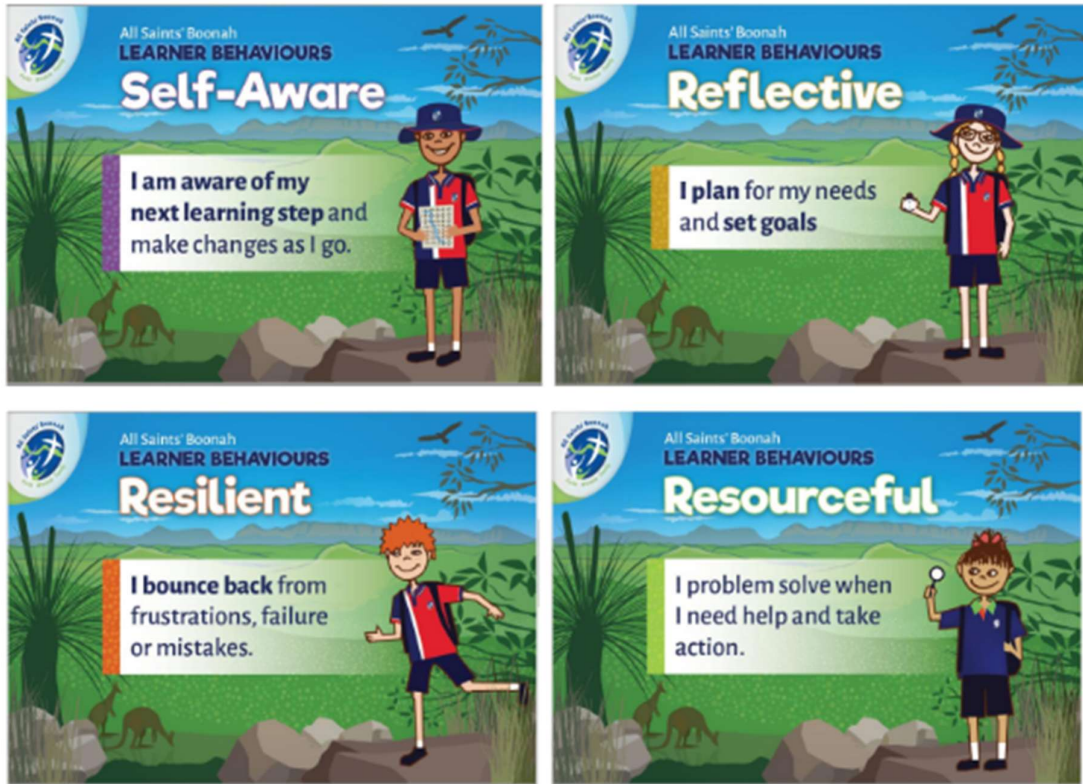 All Saints' Boonah
LEARNER BEHAVIOURS
Self-Aware
I am aware of my
next learning step and
make changes as I go.
All Saints' Boonah
LEARNER BEHAVIOURS
Reflective
I plan for my needs
and set goals
All Saints' Boonah
LEARNER BEHAVIOURS
Resilient
I bounce back from
frustrations, failure
or mistakes.
All Saints' Boonah
LEARNER BEHAVIOURS
Resourceful
I problem solve when
I need help and take
action.